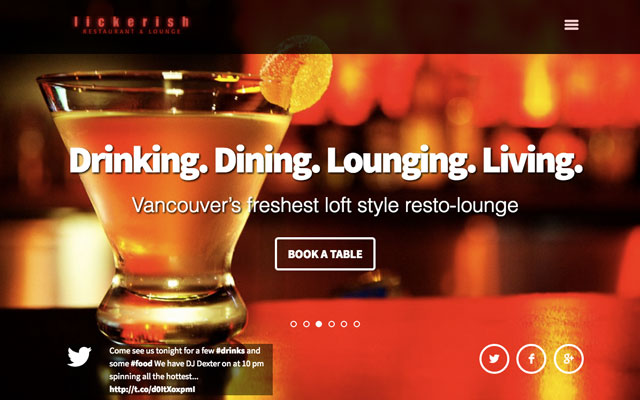 lickerish
RESTAURANT & LOUNGE
Drinking. Dining. Lounging. Living.
Vancouver's freshest loft style resto-lounge
BOOK A TABLE
Come see us tonight for a few #drinks and
some #food We have DJ Dexter on at 10 pm
spinning all the hottest...
http://t.co/d0ItXoxpmI